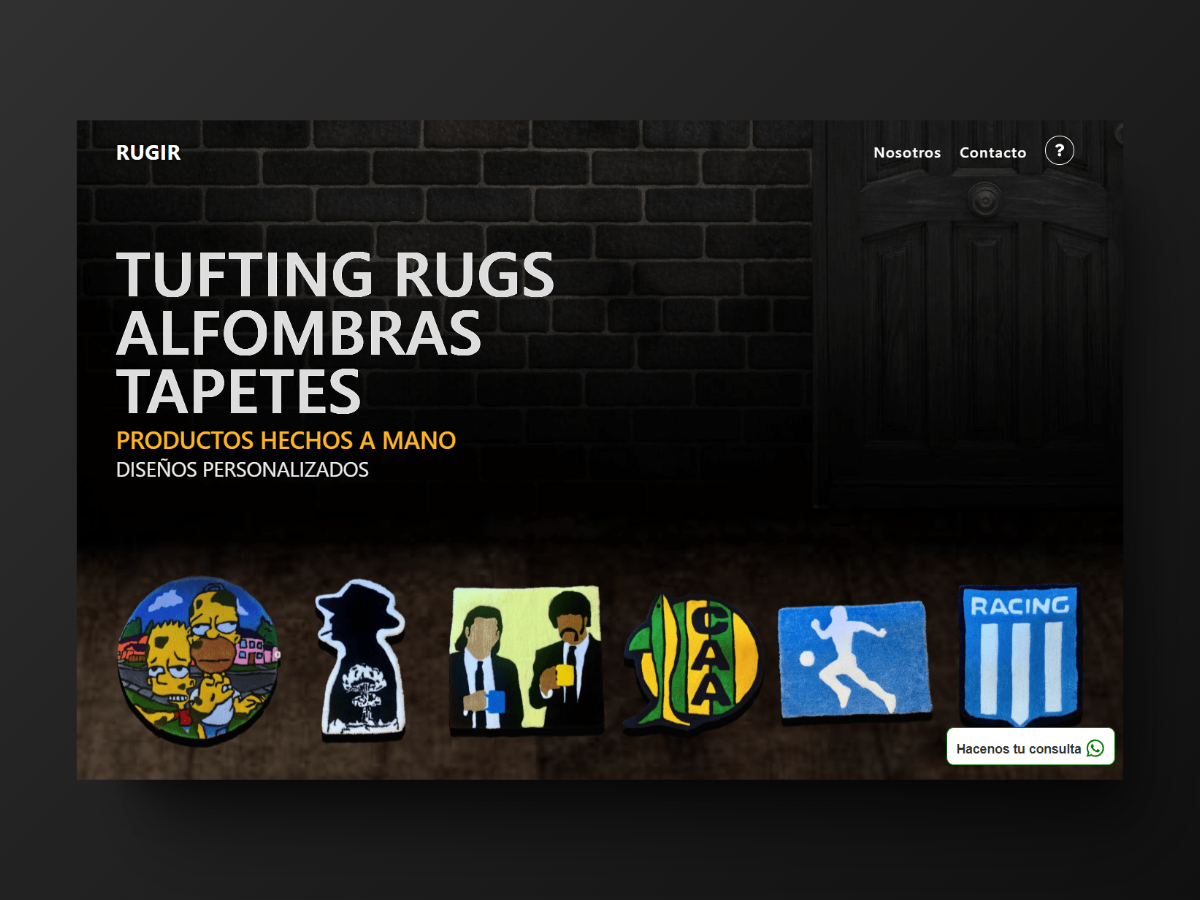 RUGIR
Nosotros Contacto ?
TUFTING RUGS
ALFOMBRAS
TAPETES
PRODUCTOS HECHOS A MANO
DISEÑOS PERSONALIZADOS
CAA
RACING
Hacenos tu consulta